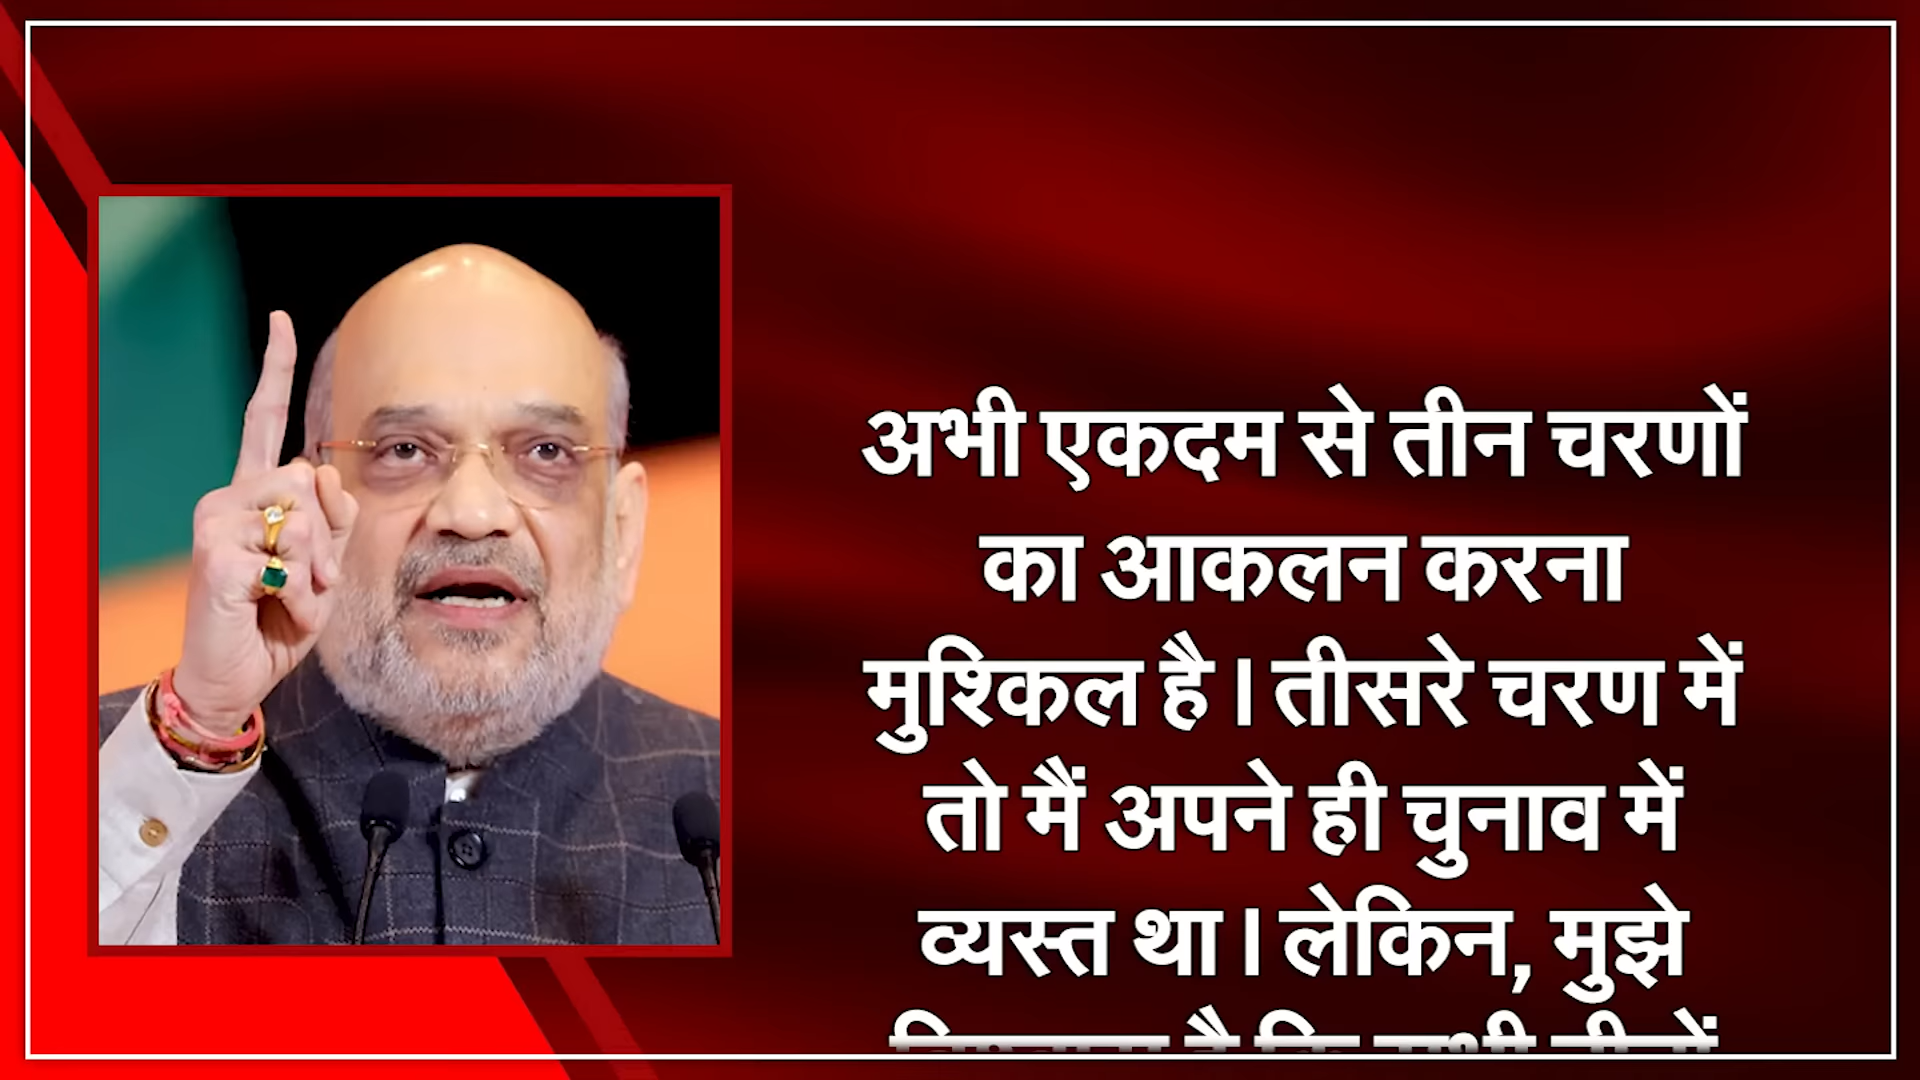 अभी एकदम से तीन चरणों
का आकलन करना
मुश्किल है। तीसरे चरण में
तो मैं अपने ही चुनाव में
व्यस्त था। लेकिन, मुझे